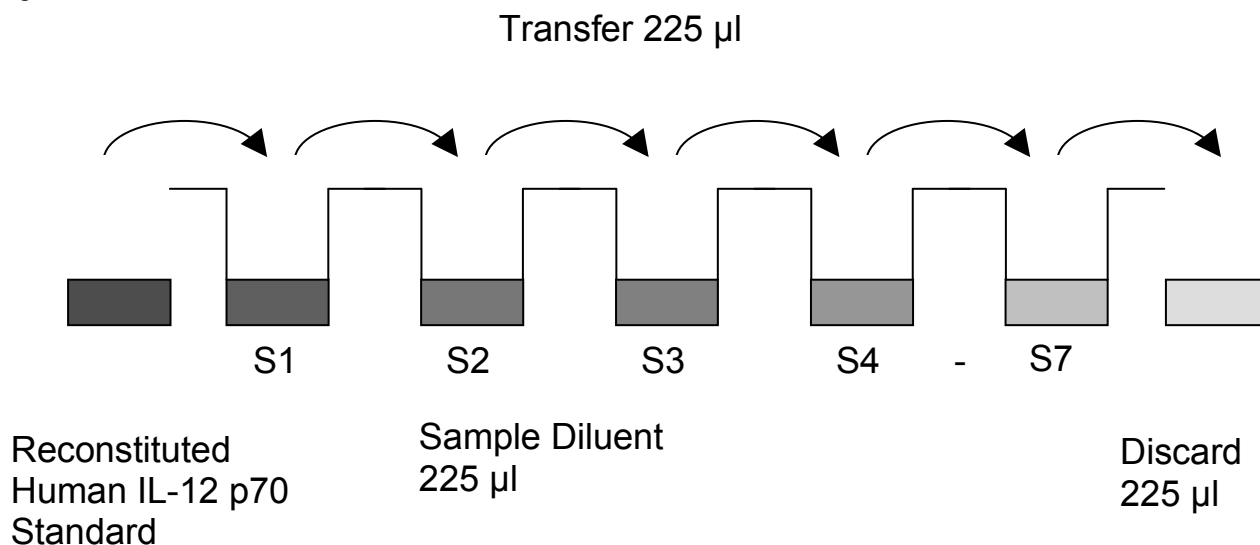 Transfer 225 µl
S1 S2 S3 S4 - S7
Reconstituted
Human IL-12 p70
Standard
Sample Diluent
225 µl
Discard
225 µl